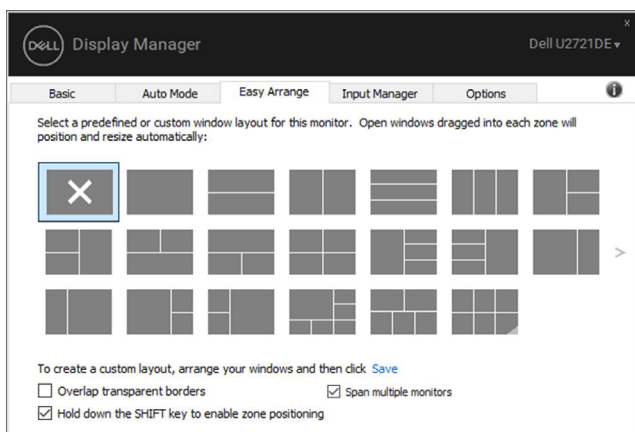 x
DELL Display Manager Dell U2721DE
Basic Auto Mode Easy Arrange Input Manager Options i
Select a predefined or custom window layout for this monitor. Open windows dragged into each zone will
position and resize automatically:
>
To create a custom layout, arrange your windows and then click Save
Overlap transparent borders Span multiple monitors
Hold down the SHIFT key to enable zone positioning